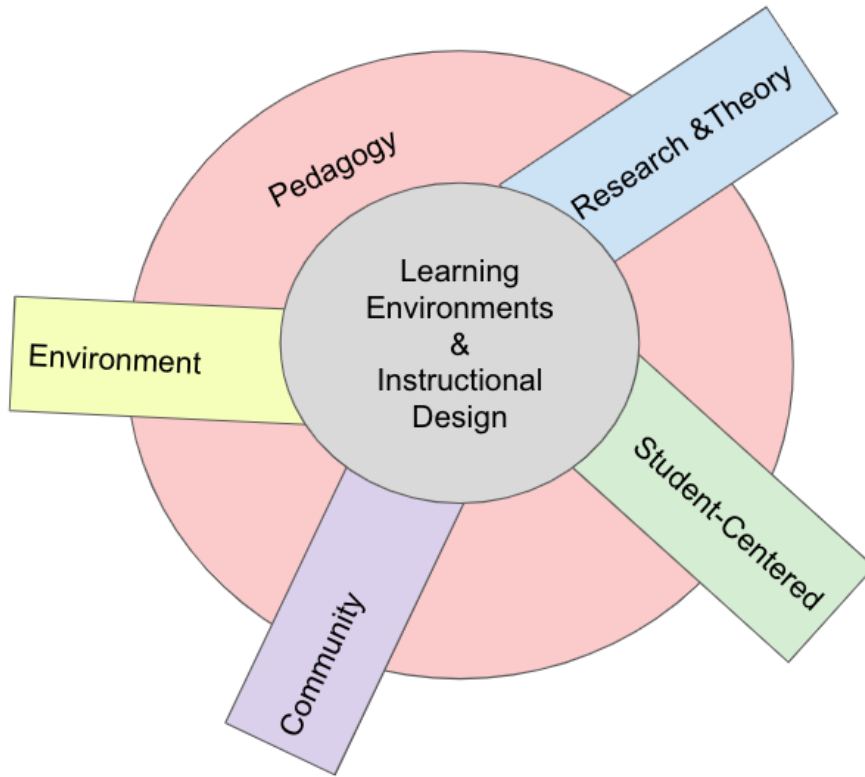 Pedagogy
Research &Theory
Learning
Environments
&
Instructional
Design
Environment
Student-Centered
Community